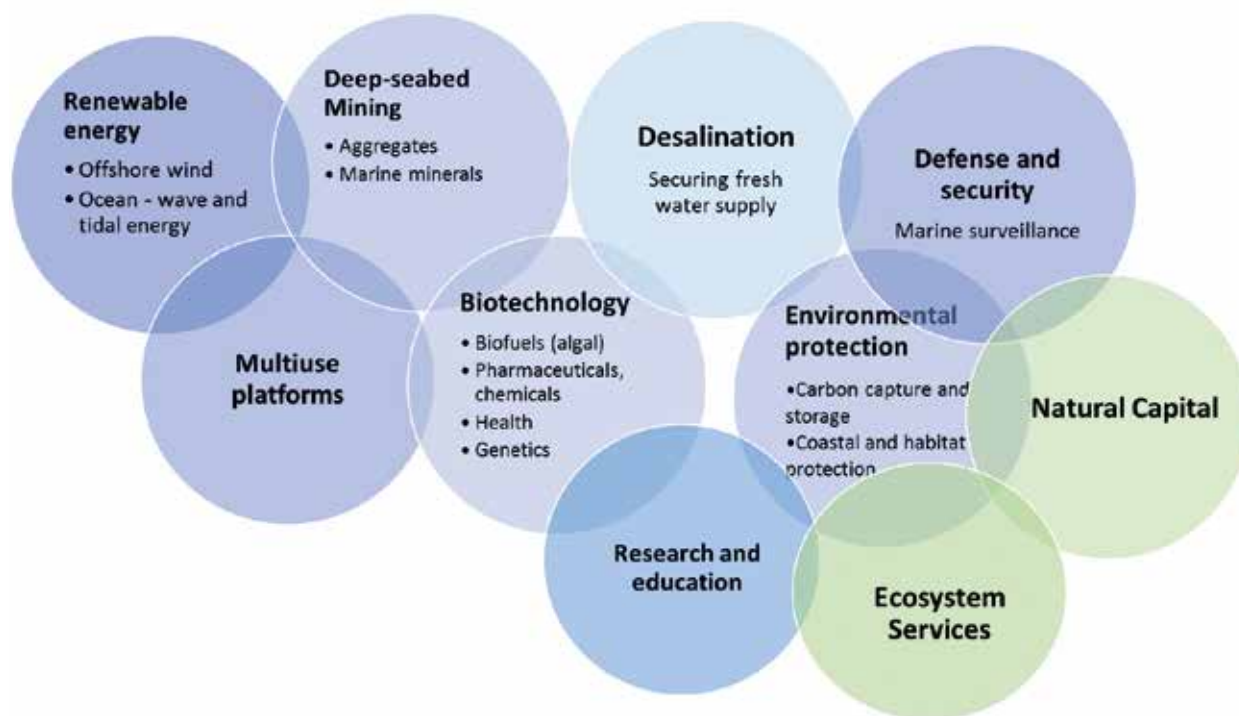 Renewable
energy
• Offshore wind
• Ocean - wave and
tidal energy
Deep-seabed
Mining
• Aggregates
• Marine minerals
Desalination
Securing fresh
water supply
Defense and
security
Marine surveillance
Multiuse
platforms
Biotechnology
• Biofuels (algal)
• Pharmaceuticals,
chemicals
• Health
• Genetics
Environmental
protection
•Carbon capture and
storage
•Coastal and habitat
protection
Natural Capital
Research and
education
Ecosystem
Services